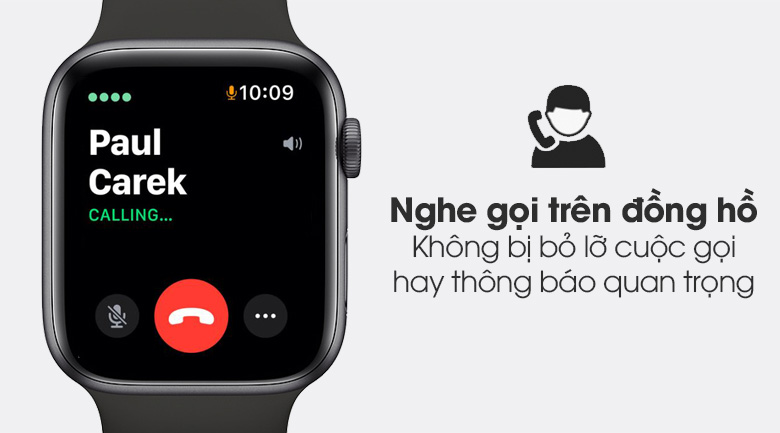 10:09
Paul
Carek
CALLING...
Nghe gọi trên đồng hồ
Không bị bỏ lỡ cuộc gọi
hay thông báo quan trọng